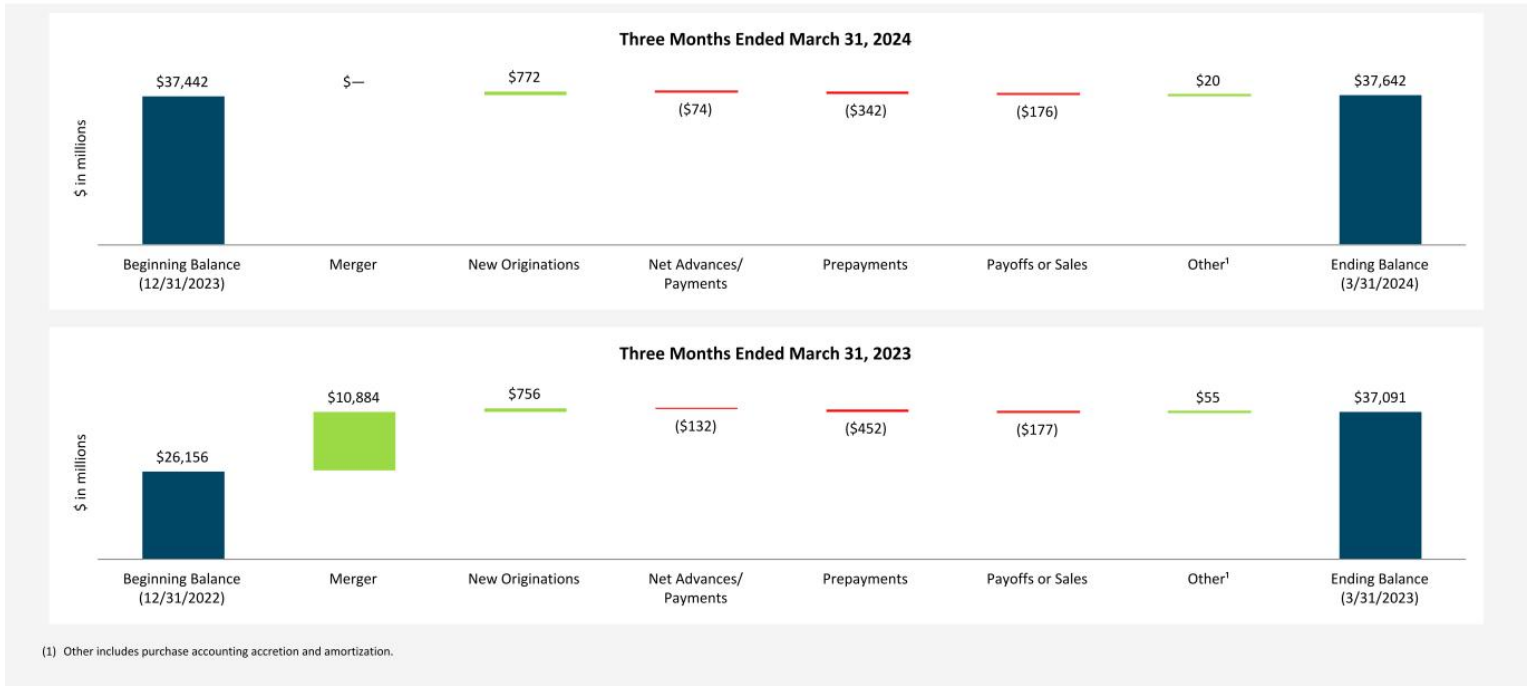 Three Months Ended March 31, 2024
$ in millions
$37,442
$—
$772
($74)
($342)
($176)
$20
$37,642
Beginning Balance
(12/31/2023)
Merger
New Originations
Net Advances/
Payments
Prepayments
Payoffs or Sales
Other¹
Ending Balance
(3/31/2024)
Three Months Ended March 31, 2023
$ in millions
$26,156
$10,884
$756
($132)
($452)
($177)
$55
$37,091
Beginning Balance
(12/31/2022)
Merger
New Originations
Net Advances/
Payments
Prepayments
Payoffs or Sales
Other¹
Ending Balance
(3/31/2023)
(1) Other includes purchase accounting accretion and amortization.